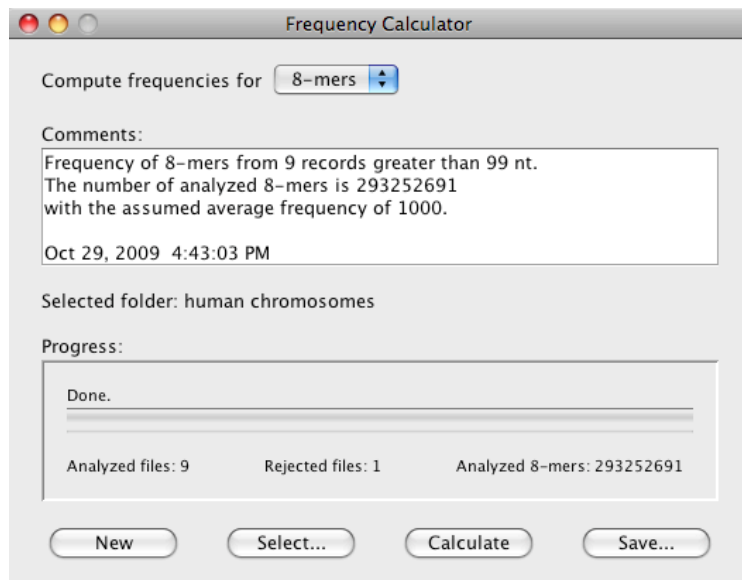 Frequency Calculator
Compute frequencies for 8-mers
Comments:
Frequency of 8-mers from 9 records greater than 99 nt.
The number of analyzed 8-mers is 293252691
with the assumed average frequency of 1000.
Oct 29, 2009 4:43:03 PM
Selected folder: human chromosomes
Progress:
Done.
Analyzed files: 9 Rejected files: 1 Analyzed 8-mers: 293252691
New Select... Calculate Save...